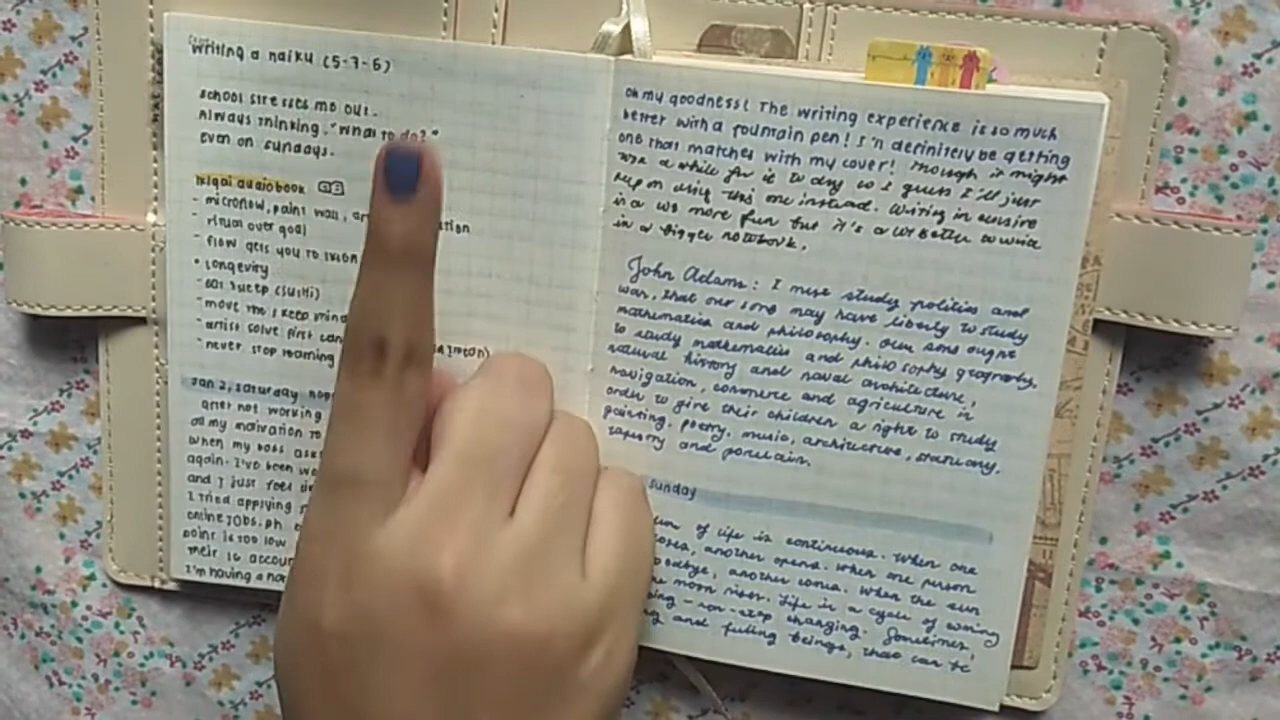 writing a haiku (5-7-6)
School stresses me out.
Always thinking. "What to do?"
Even on Sundays.
Ikigai audiobook
- microflow, paint wall,
- ritual over goal
- flow gets you to
• Longevity
- eat sleep (sushi)
- move the & keep
- artist solve first
- never stop learning
Jan 2, Saturday
after not working
all my motivation to
when my boss
again. I've been
and I just feel
I tried applying
onlinejobs.ph
point is too low
their
I'm having a
oh my goodness! The writing experience is so much
better with a fountain pen! I'll definitely be getting
one that matches with my cover! Though it might
take a while for it to dry so I guess I'll just
keep on using this one instead. Writing in cursive
is a lot more fun but it's a lot better to write
in a bigger notebook.
John Adams: I must study politics and
war, that our sons may have liberty to study
mathematics and philosophy. Our sons ought
to study mathematics and philosophy, geography,
natural history and naval architecture,
navigation, commerce and agriculture in
order to give their children a right to study
painting, poetry, music, architecture, statuary,
tapestry and porcelain.
Sunday
of life is continuous. When one
another opens. When one person
another comes. When the sun
moon rises. Life is a cycle of
non-stop changing. Sometimes,
and feeling beings, that can be